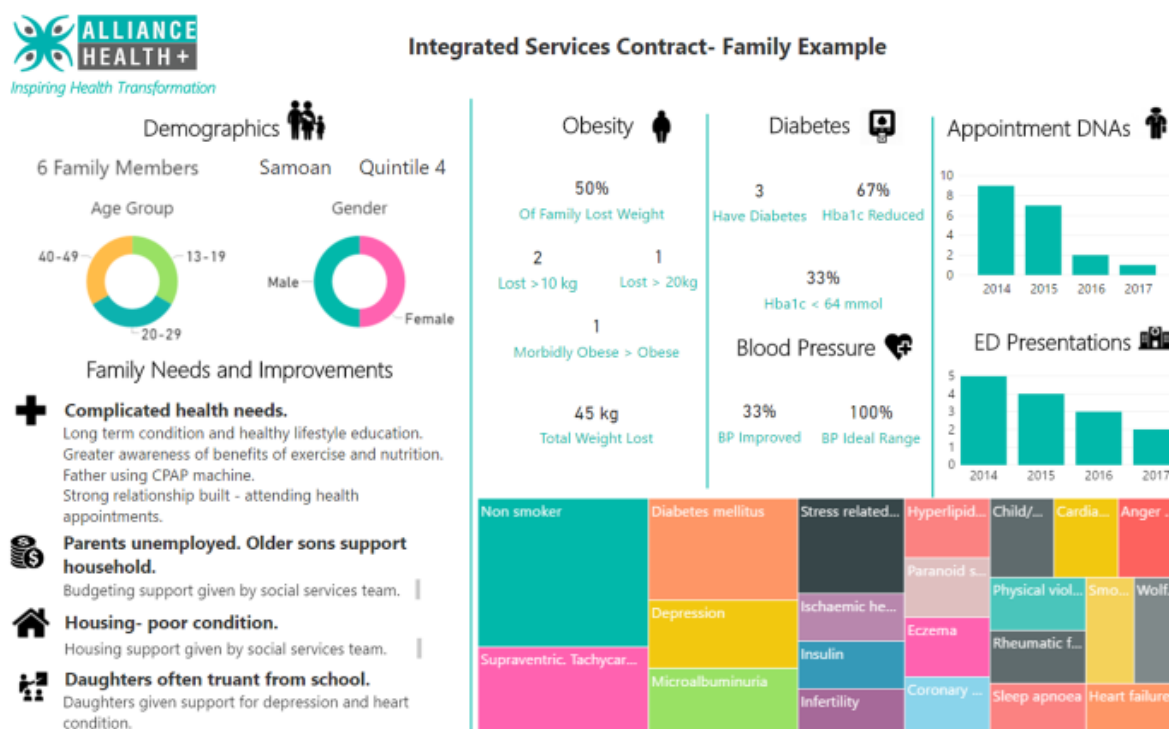 ALLIANCE
HEALTH +
Inspiring Health Transformation
Integrated Services Contract- Family Example
Demographics
6 Family Members
Samoan
Quintile 4
Age Group
40-49
13-19
20-29
Gender
Male
Female
Family Needs and Improvements
Complicated health needs.
Long term condition and healthy lifestyle education.
Greater awareness of benefits of exercise and nutrition.
Father using CPAP machine.
Strong relationship built - attending health
appointments.
Parents unemployed. Older sons support
household.
Budgeting support given by social services team.
Housing- poor condition.
Housing support given by social services team.
Daughters often truant from school.
Daughters given support for depression and heart
condition.
Obesity
50%
Of Family Lost Weight
2
Lost >10 kg
1
Lost > 20kg
1
Morbidly Obese > Obese
45 kg
Total Weight Lost
Diabetes
3
Have Diabetes
67%
Hba1c Reduced
33%
Hba1c < 64 mmol
Blood Pressure
33%
BP Improved
100%
BP Ideal Range
Appointment DNAs
10
8
6
4
2
0
2014
2015
2016
2017
ED Presentations
5
4
3
2
1
0
2014
2015
2016
2017
Non smoker
Supraventric. Tachycar...
Diabetes mellitus
Depression
Microalbuminuria
Stress related...
Ischaemic he...
Insulin
Infertility
Hyperlipid...
Paranoid s...
Eczema
Coronary ...
Child/...
Cardia...
Anger ...
Physical viol...
Smo...
Wolf...
Rheumatic f...
Sleep apnoea
Heart failure